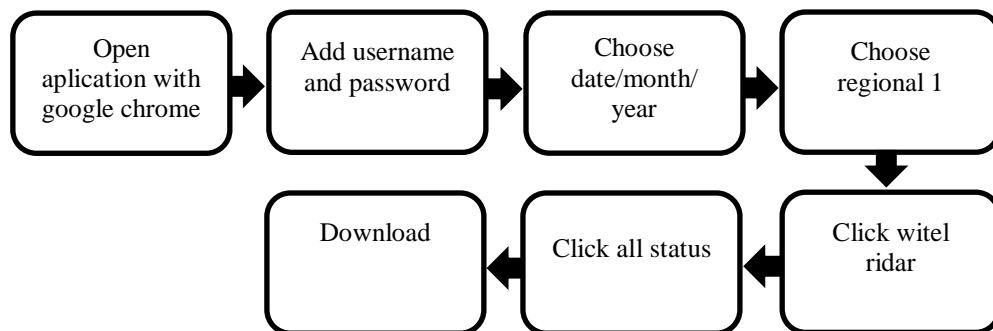 Open
aplication with
google chrome
Add username
and password
Choose
date/month/
year
Choose
regional 1
Click witel
ridar
Click all status
Download